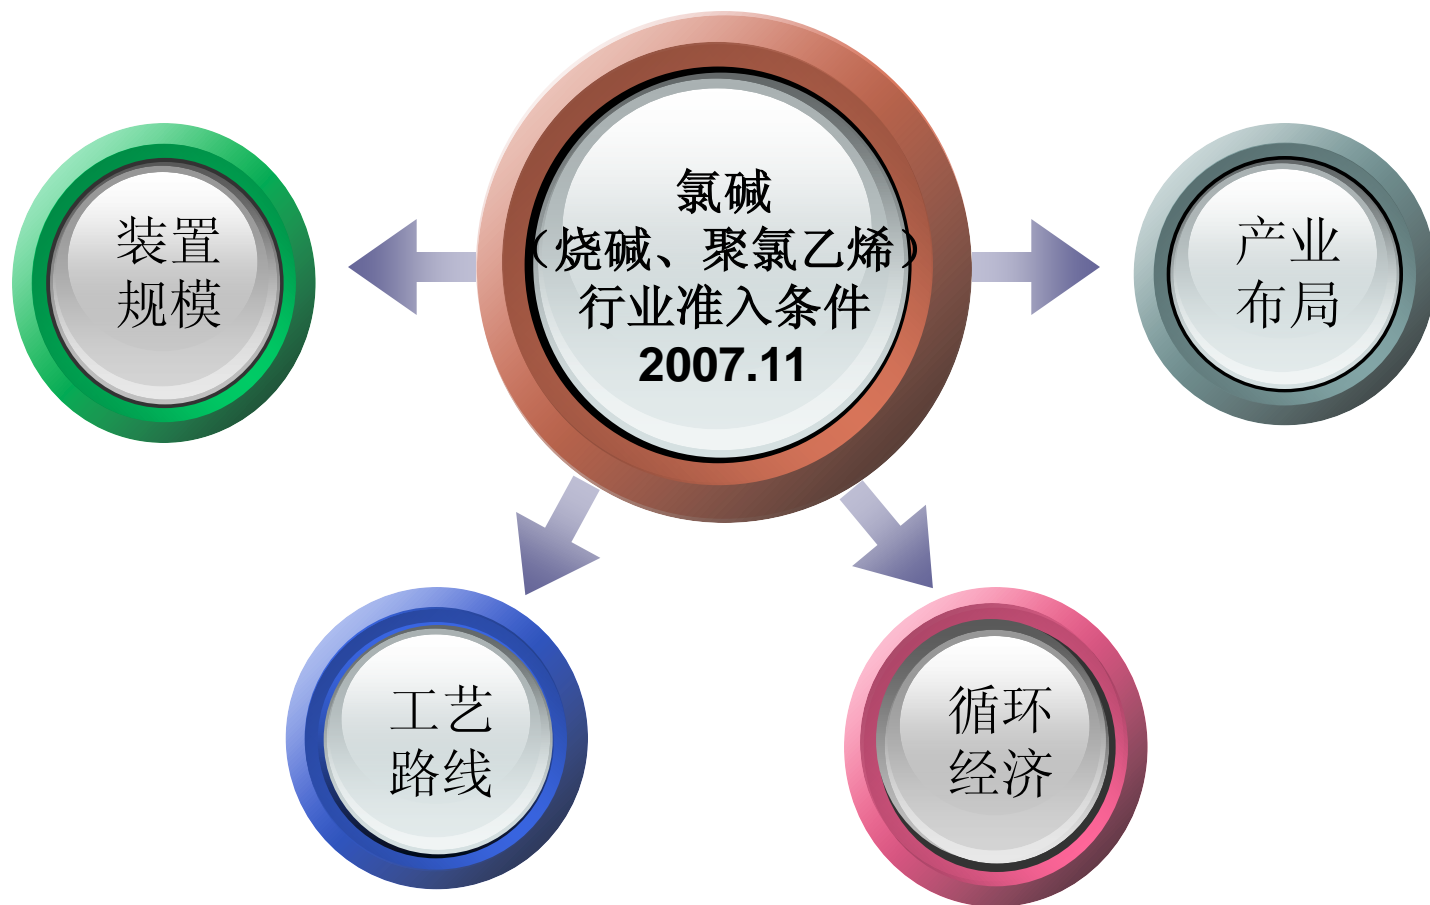 氯碱
（烧碱、聚氯乙烯）
行业准入条件
2007.11
装置
规模
产业
布局
工艺
路线
循环
经济